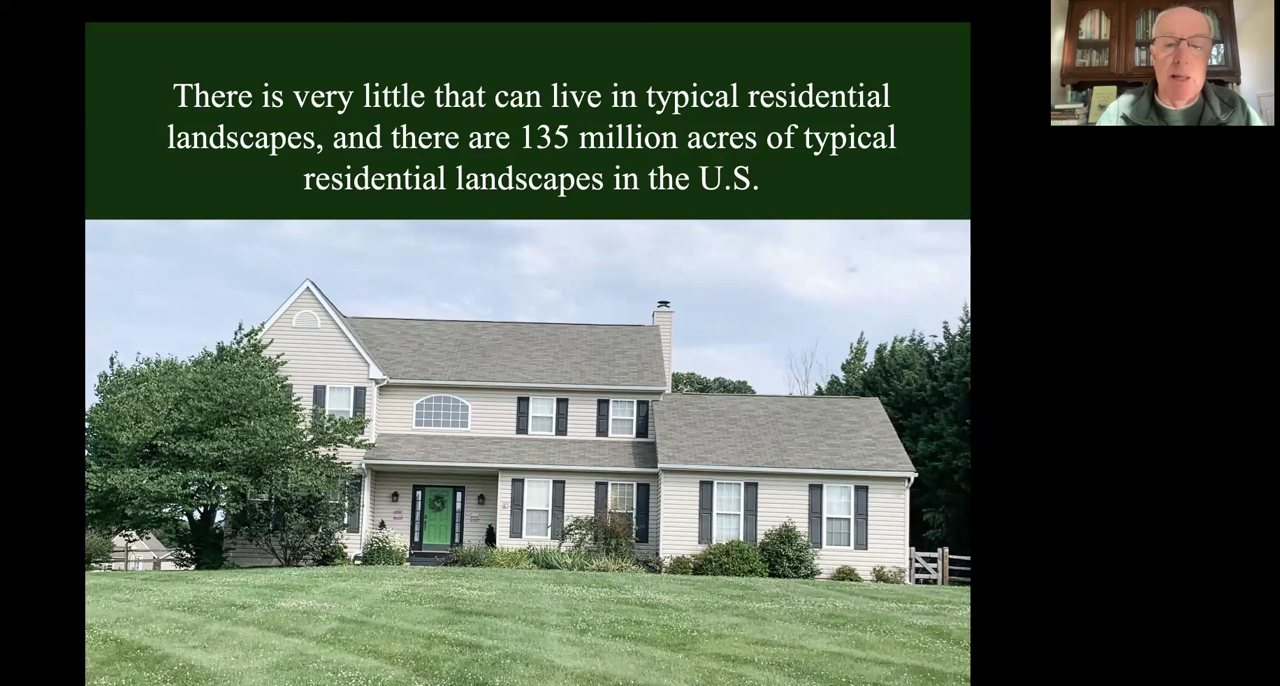 There is very little that can live in typical residential
landscapes, and there are 135 million acres of typical
residential landscapes in the U.S.